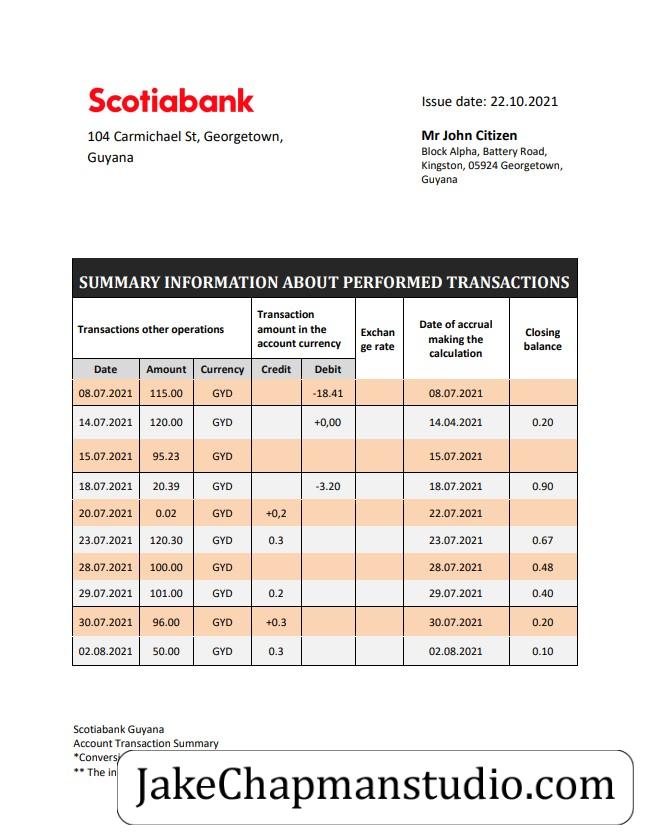 Scotiabank
104 Carmichael St, Georgetown,
Guyana
Issue date: 22.10.2021
Mr John Citizen
Block Alpha, Battery Road,
Kingston, 05924 Georgetown,
Guyana
SUMMARY INFORMATION ABOUT PERFORMED TRANSACTIONS
Transactions other operations
Transaction
amount in the
account currency
Exchan
ge rate
Date of accrual
making the
calculation
Closing
balance
Date Amount Currency Credit Debit
08.07.2021 115.00 GYD -18.41 08.07.2021
14.07.2021 120.00 GYD +0,00 14.04.2021 0.20
15.07.2021 95.23 GYD 15.07.2021
18.07.2021 20.39 GYD -3.20 18.07.2021 0.90
20.07.2021 0.02 GYD +0,2 22.07.2021
23.07.2021 120.30 GYD 0.3 23.07.2021 0.67
28.07.2021 100.00 GYD 28.07.2021 0.48
29.07.2021 101.00 GYD 0.2 29.07.2021 0.40
30.07.2021 96.00 GYD +0.3 30.07.2021 0.20
02.08.2021 50.00 GYD 0.3 02.08.2021 0.10
Scotiabank Guyana
Account Transaction Summary
** The in
JakeChapmanstudio.com